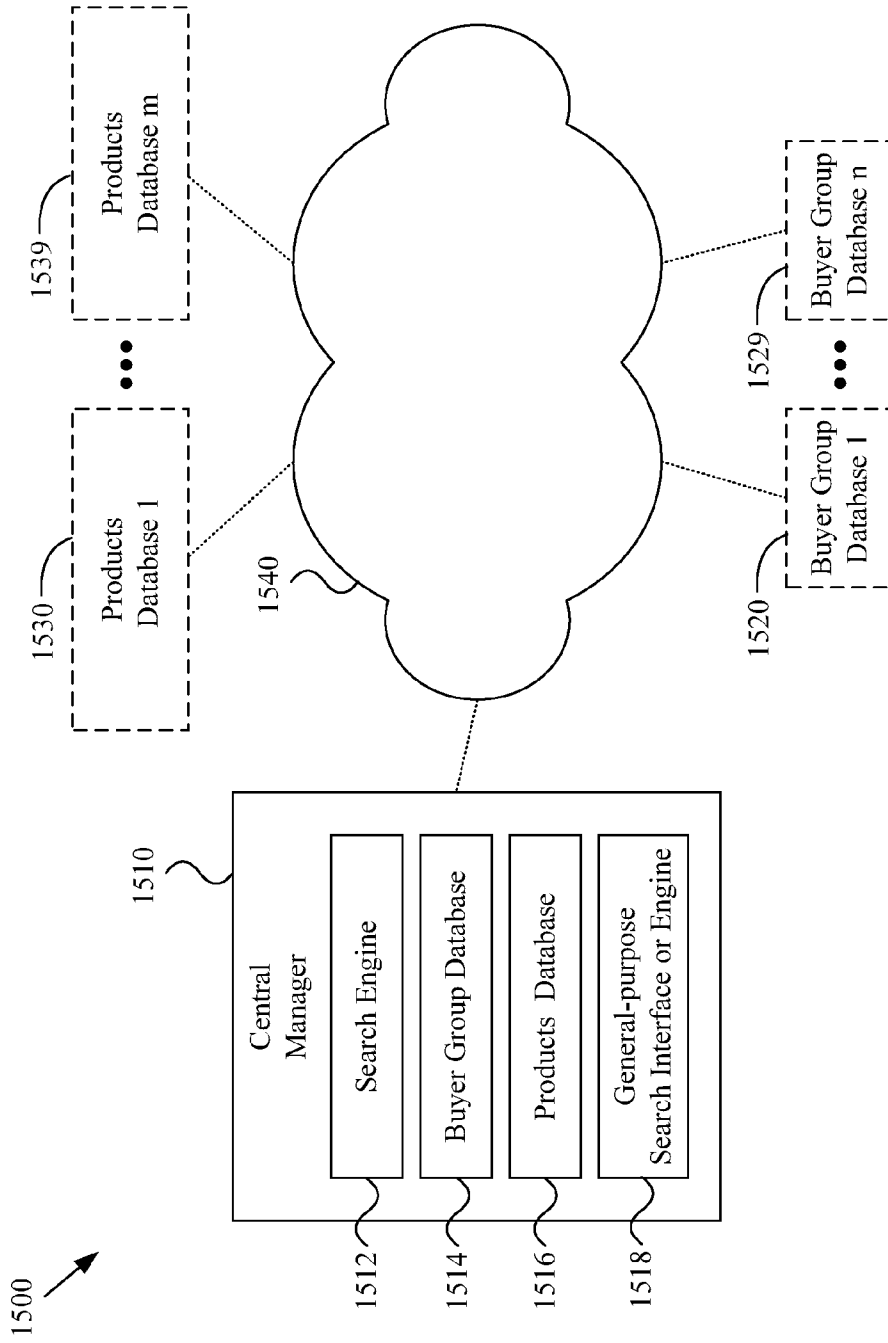 1500
1510
Central
Manager
Search Engine
1512
Buyer Group Database
1514
Products Database
1516
General-purpose
Search Interface or Engine
1518
1530
Products
Database 1
•••
1539
Products
Database m
1540
1520
Buyer Group
Database 1
•••
1529
Buyer Group
Database n